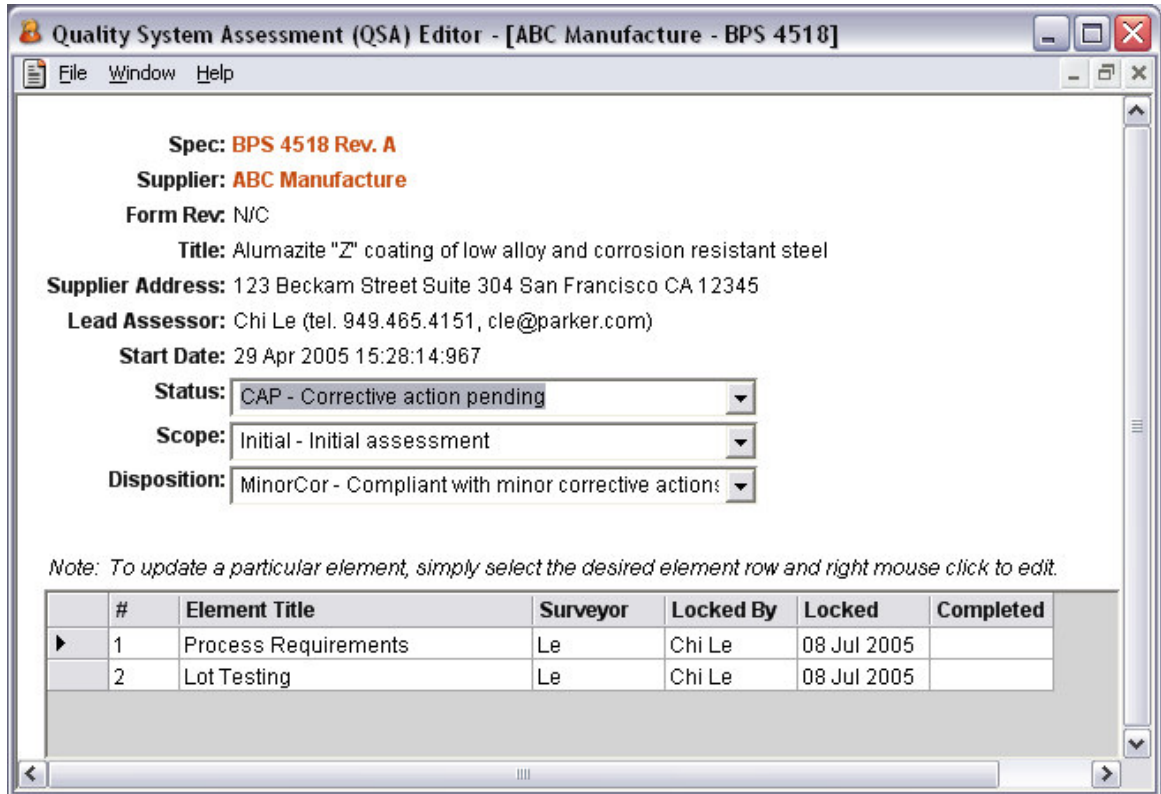 Quality System Assessment (QSA) Editor - [ABC Manufacture - BPS 4518]
File Window Help
Spec: BPS 4518 Rev. A
Supplier: ABC Manufacture
Form Rev: N/C
Title: Alumazite "Z" coating of low alloy and corrosion resistant steel
Supplier Address: 123 Beckam Street Suite 304 San Francisco CA 12345
Lead Assessor: Chi Le (tel. 949.465.4151, cle@parker.com)
Start Date: 29 Apr 2005 15:28:14:967
Status: CAP - Corrective action pending
Scope: Initial - Initial assessment
Disposition: MinorCor - Compliant with minor corrective actions
Note: To update a particular element, simply select the desired element row and right mouse click to edit.
# Element Title Surveyor Locked By Locked Completed
1 Process Requirements Le Chi Le 08 Jul 2005
2 Lot Testing Le Chi Le 08 Jul 2005